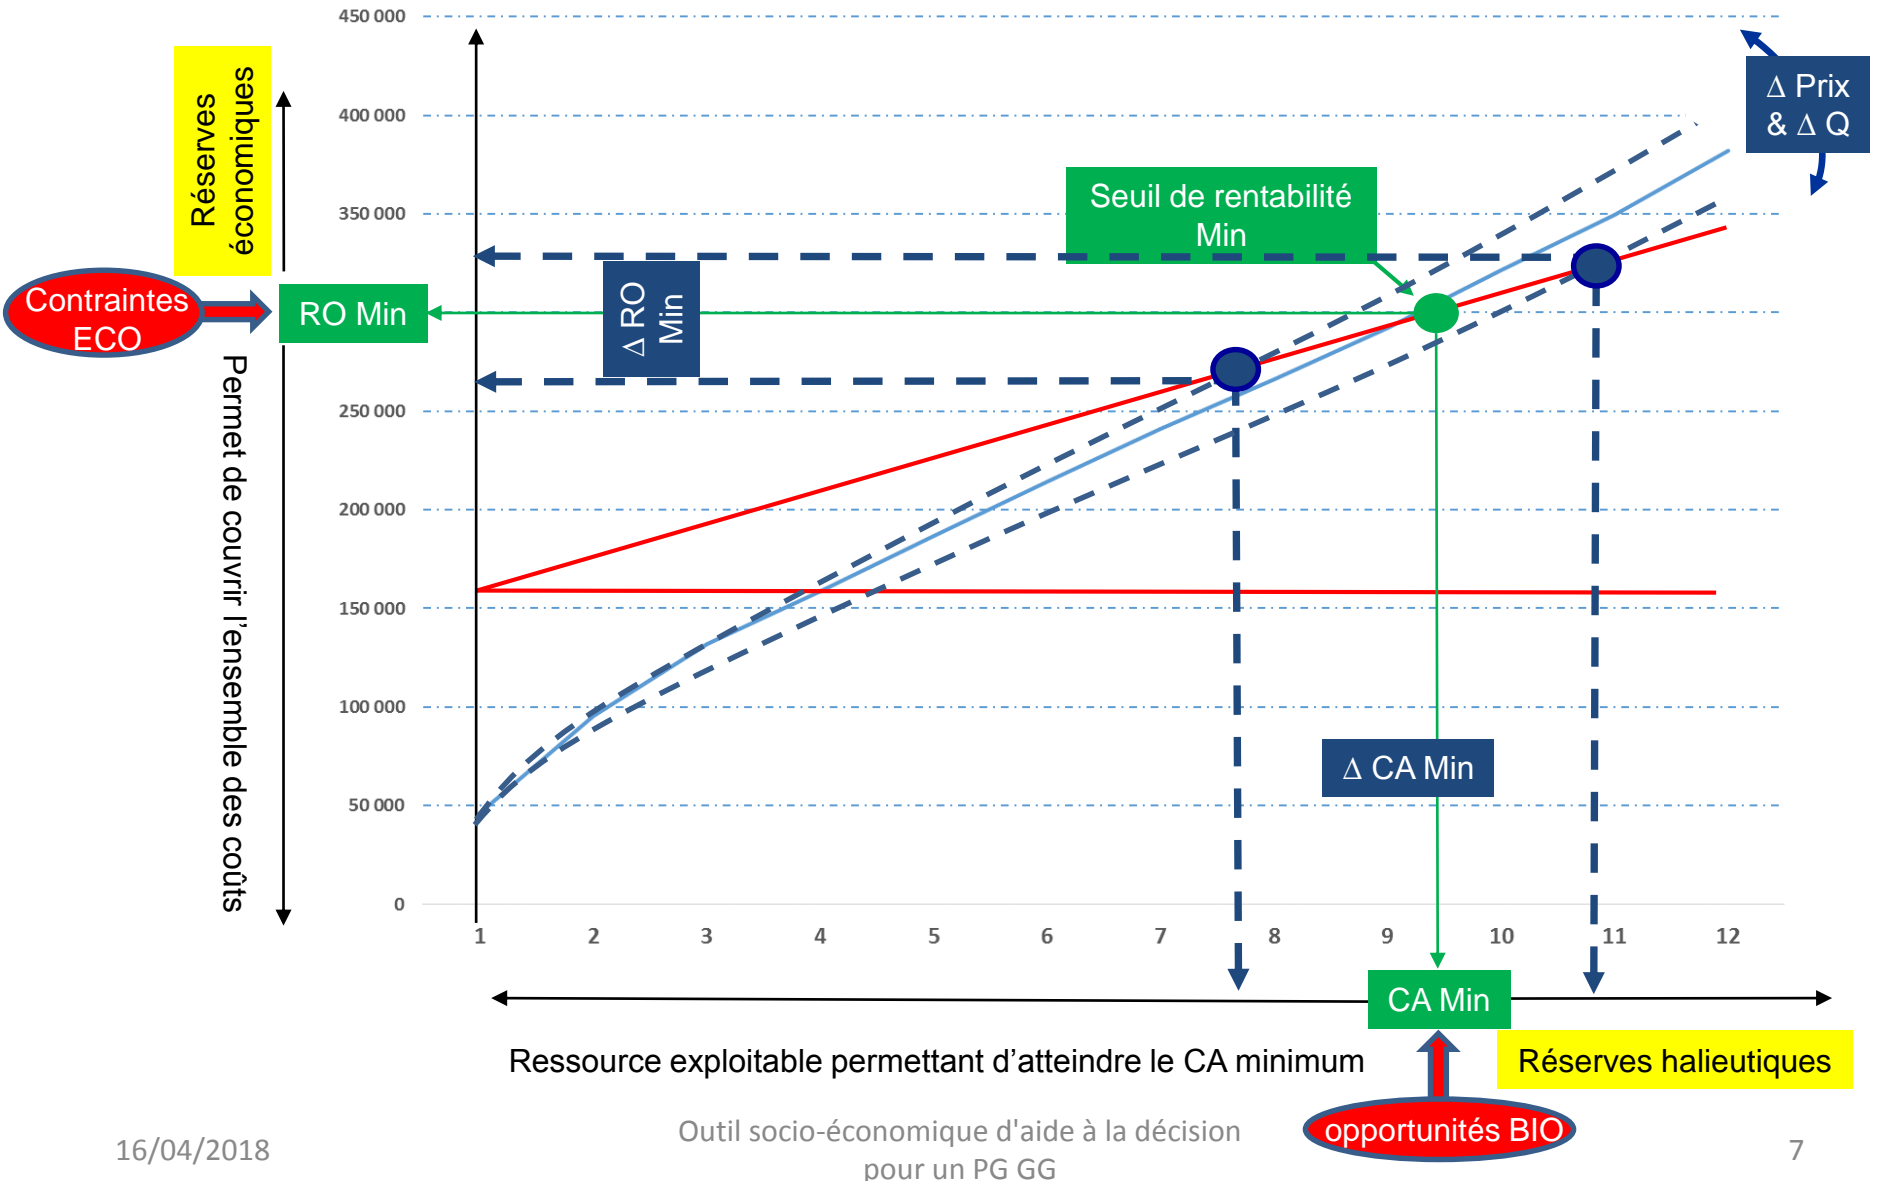 450 000
400 000
350 000
250 000
200 000
150 000
100 000
50 000
0
1
2
3
4
5
6
7
8
9
10
11
12
Réserves
économmbques
Contraintes
ECO
RO Min
Permet de couvrir l'ensemble des coûts
Δ RO
Min
Seuil de rentabilité
Min
Δ Prix
& Δ Q
Δ CA Min
CA Min
Ressource exploitable permettant d’atteindre le CA minimum
Réserves halieutiques
opportunités BIO
16/04/2018
Outil socio-économique d'aide à la décision
pour un PG GG
7